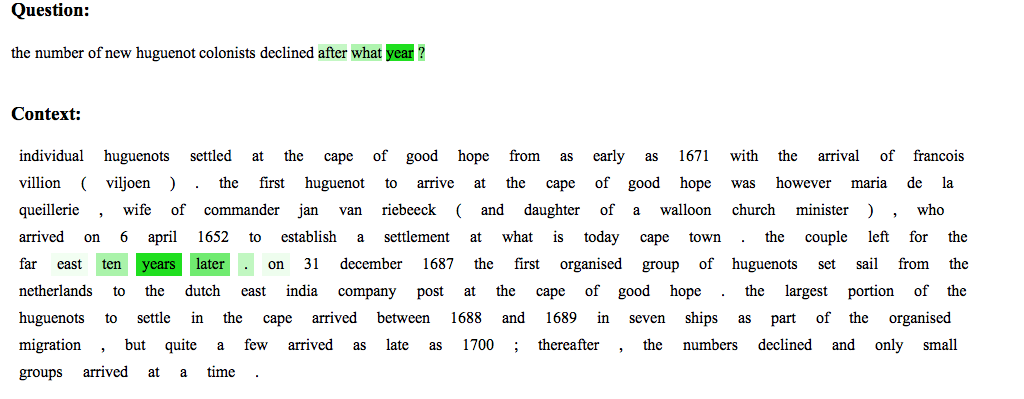 Question:
the number of new huguenot colonists declined after what year ?
Context:
individual huguenots settled at the cape of good hope from as early as 1671 with the arrival of francois
villion ( viljoen ) . the first huguenot to arrive at the cape of good hope was however maria de la
queillerie , wife of commander jan van riebeeck ( and daughter of a walloon church minister ) , who
arrived on 6 april 1652 to establish a settlement at what is today cape town . the couple left for the
far east ten years later . on 31 december 1687 the first organised group of huguenots set sail from the
netherlands to the dutch east india company post at the cape of good hope . the largest portion of the
huguenots to settle in the cape arrived between 1688 and 1689 in seven ships as part of the organised
migration , but quite a few arrived as late as 1700 ; thereafter , the numbers declined and only small
groups arrived at a time .